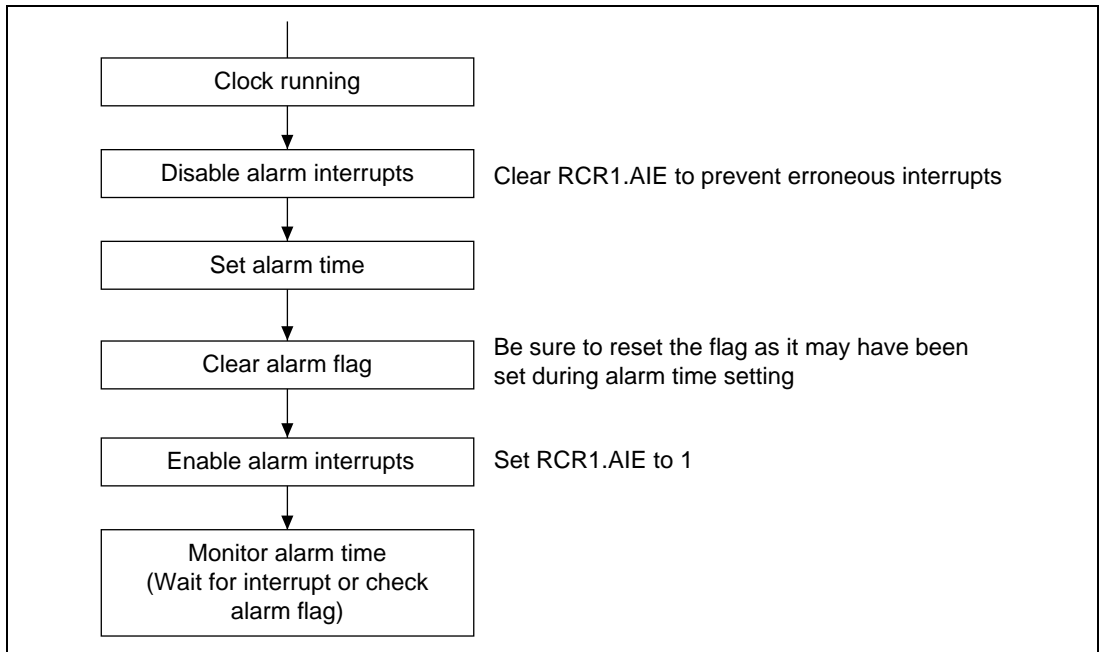 Clock running
Disable alarm interrupts
Clear RCR1.AIE to prevent erroneous interrupts
Set alarm time
Clear alarm flag
Be sure to reset the flag as it may have been
set during alarm time setting
Enable alarm interrupts
Set RCR1.AIE to 1
Monitor alarm time
(Wait for interrupt or check
alarm flag)